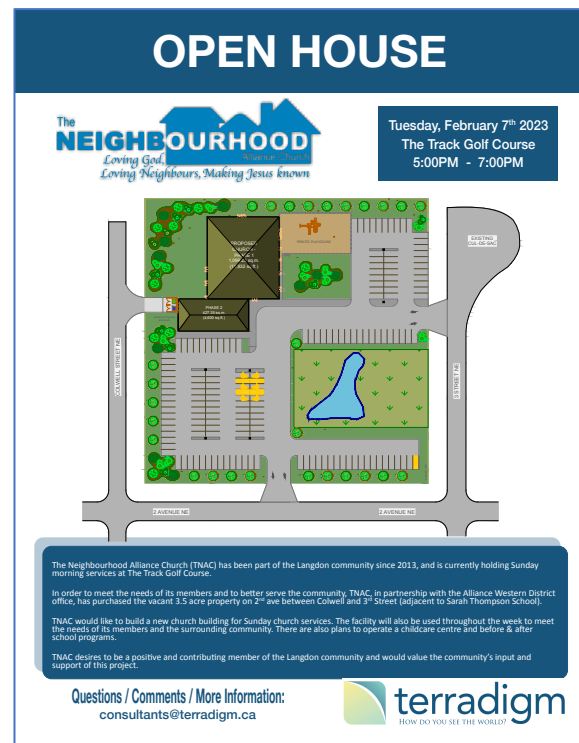 OPEN HOUSE
The
NEIGHBOURHOOD
Alliance Church
Loving God,
Loving Neighbours, Making Jesus known
Tuesday, February 7th 2023
The Track Golf Course
5:00PM - 7:00PM
EXISTING
CUL-DE-SAC
PROPOSED
CHURCH -
PHASE 1
PHASE 2
COLWELL STREET NE
3 STREET NE
2 AVENUE NE
2 AVENUE NE
The Neighbourhood Alliance Church (TNAC) has been part of the Langdon community since 2013, and is currently holding Sunday
morning services at The Track Golf Course.
In order to meet the needs of its members and to better serve the community, TNAC, in partnership with the Alliance Western District
office, has purchased the vacant 3.5 acre property on 2nd ave between Colwell and 3rd Street (adjacent to Sarah Thompson School).
TNAC would like to build a new church building for Sunday church services. The facility will also be used throughout the week to meet
the needs of its members and the surrounding community. There are also plans to operate a childcare centre and before & after
school programs.
TNAC desires to be a positive and contributing member of the Langdon community and would value the community's input and
support of this project.
Questions / Comments / More Information:
consultants@terradigm.ca
terradigm
HOW DO YOU SEE THE WORLD?